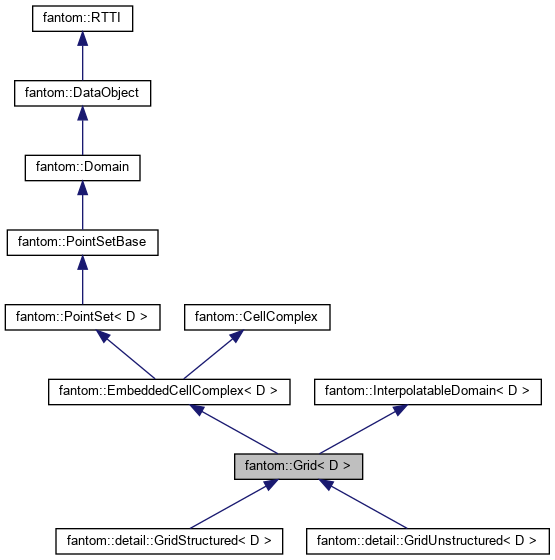 fantom::RTTI
fantom::DataObject
fantom::Domain
fantom::PointSetBase
fantom::PointSet< D >
fantom::CellComplex
fantom::EmbeddedCellComplex< D >
fantom::InterpolatableDomain< D >
fantom::Grid< D >
fantom::detail::GridStructured< D >
fantom::detail::GridUnstructured< D >